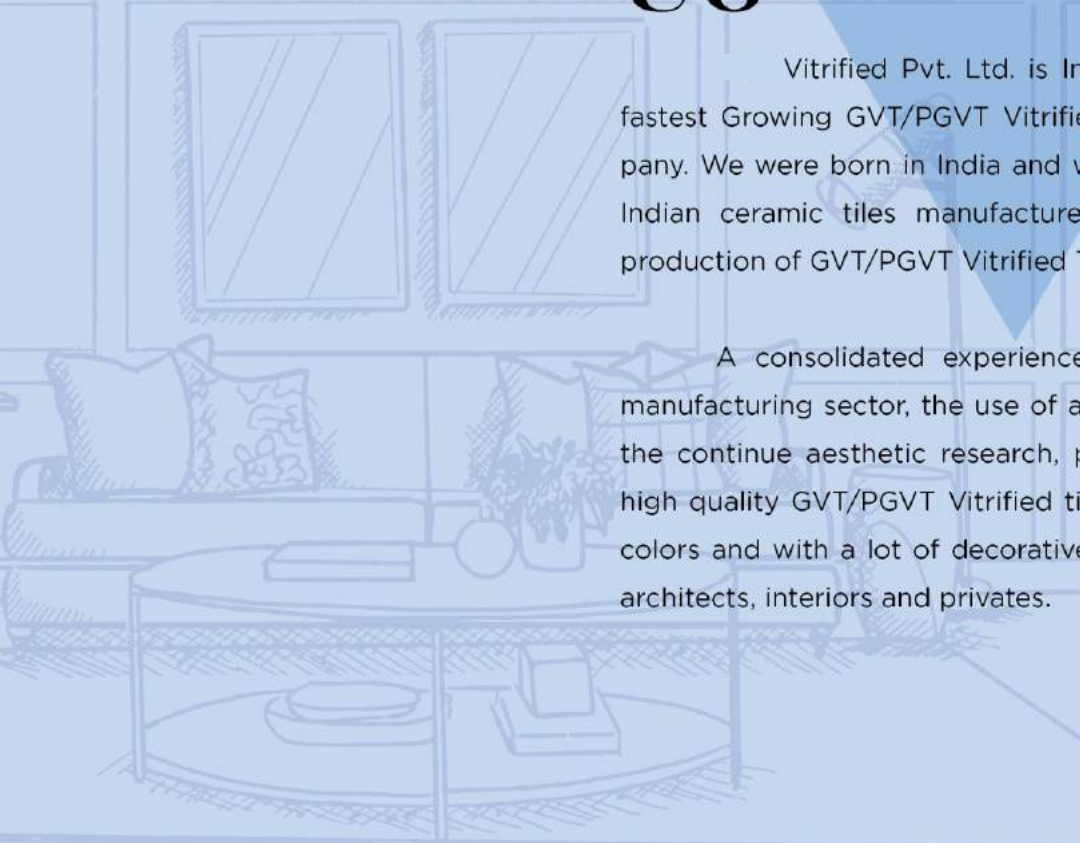 Vitrified Pvt. Ltd. is
fastest Growing GVT/PGVT
pany. We were born in India and
Indian ceramic tiles
production of GVT/PGVT Vitrified
A consolidated
manufacturing sector, the use of
the continue aesthetic research,
high quality GVT/PGVT Vitrified
colors and with a lot of
architects, interiors and privates.